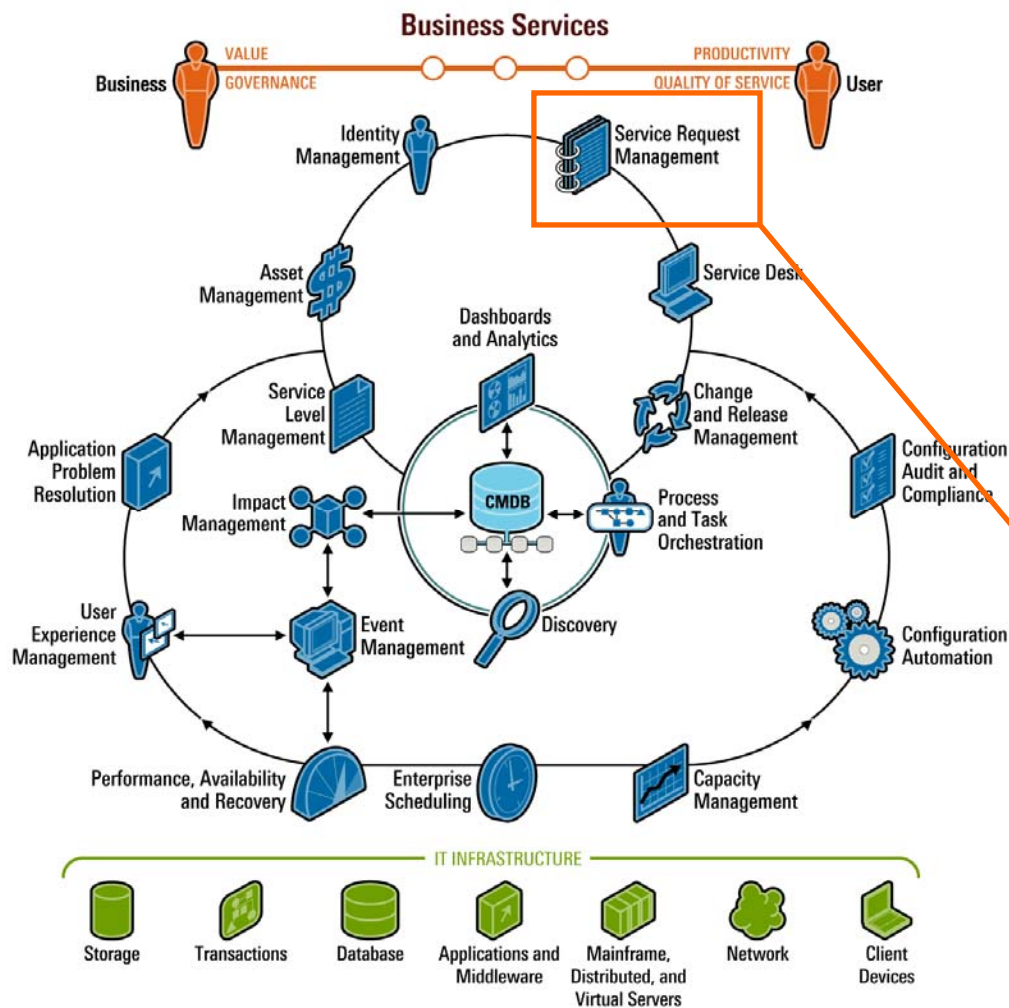 Business Services
VALUE
PRODUCTIVITY
Business
User
GOVERNANCE
QUALITY OF SERVICE
Identity
Management
Service Request
Management
Asset
Management
Service Desk
Dashboards
and Analytics
Service
Level
Management
Change
and Release
Management
Application
Problem
Resolution
Configuration
Audit and
Compliance
Impact
Management
CMDB
Process
and Task
Orchestration
User
Experience
Management
Event
Management
Discovery
Configuration
Automation
Performance, Availability
and Recovery
Enterprise
Scheduling
Capacity
Management
IT INFRASTRUCTURE
Storage
Transactions
Database
Applications and
Middleware
Mainframe,
Distributed, and
Virtual Servers
Network
Client
Devices